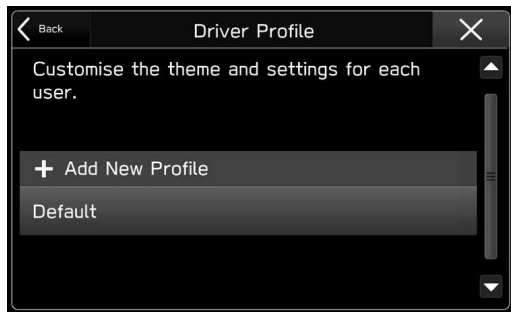 Back
Driver Profile
Customise the theme and settings for each
user.
+ Add New Profile
Default